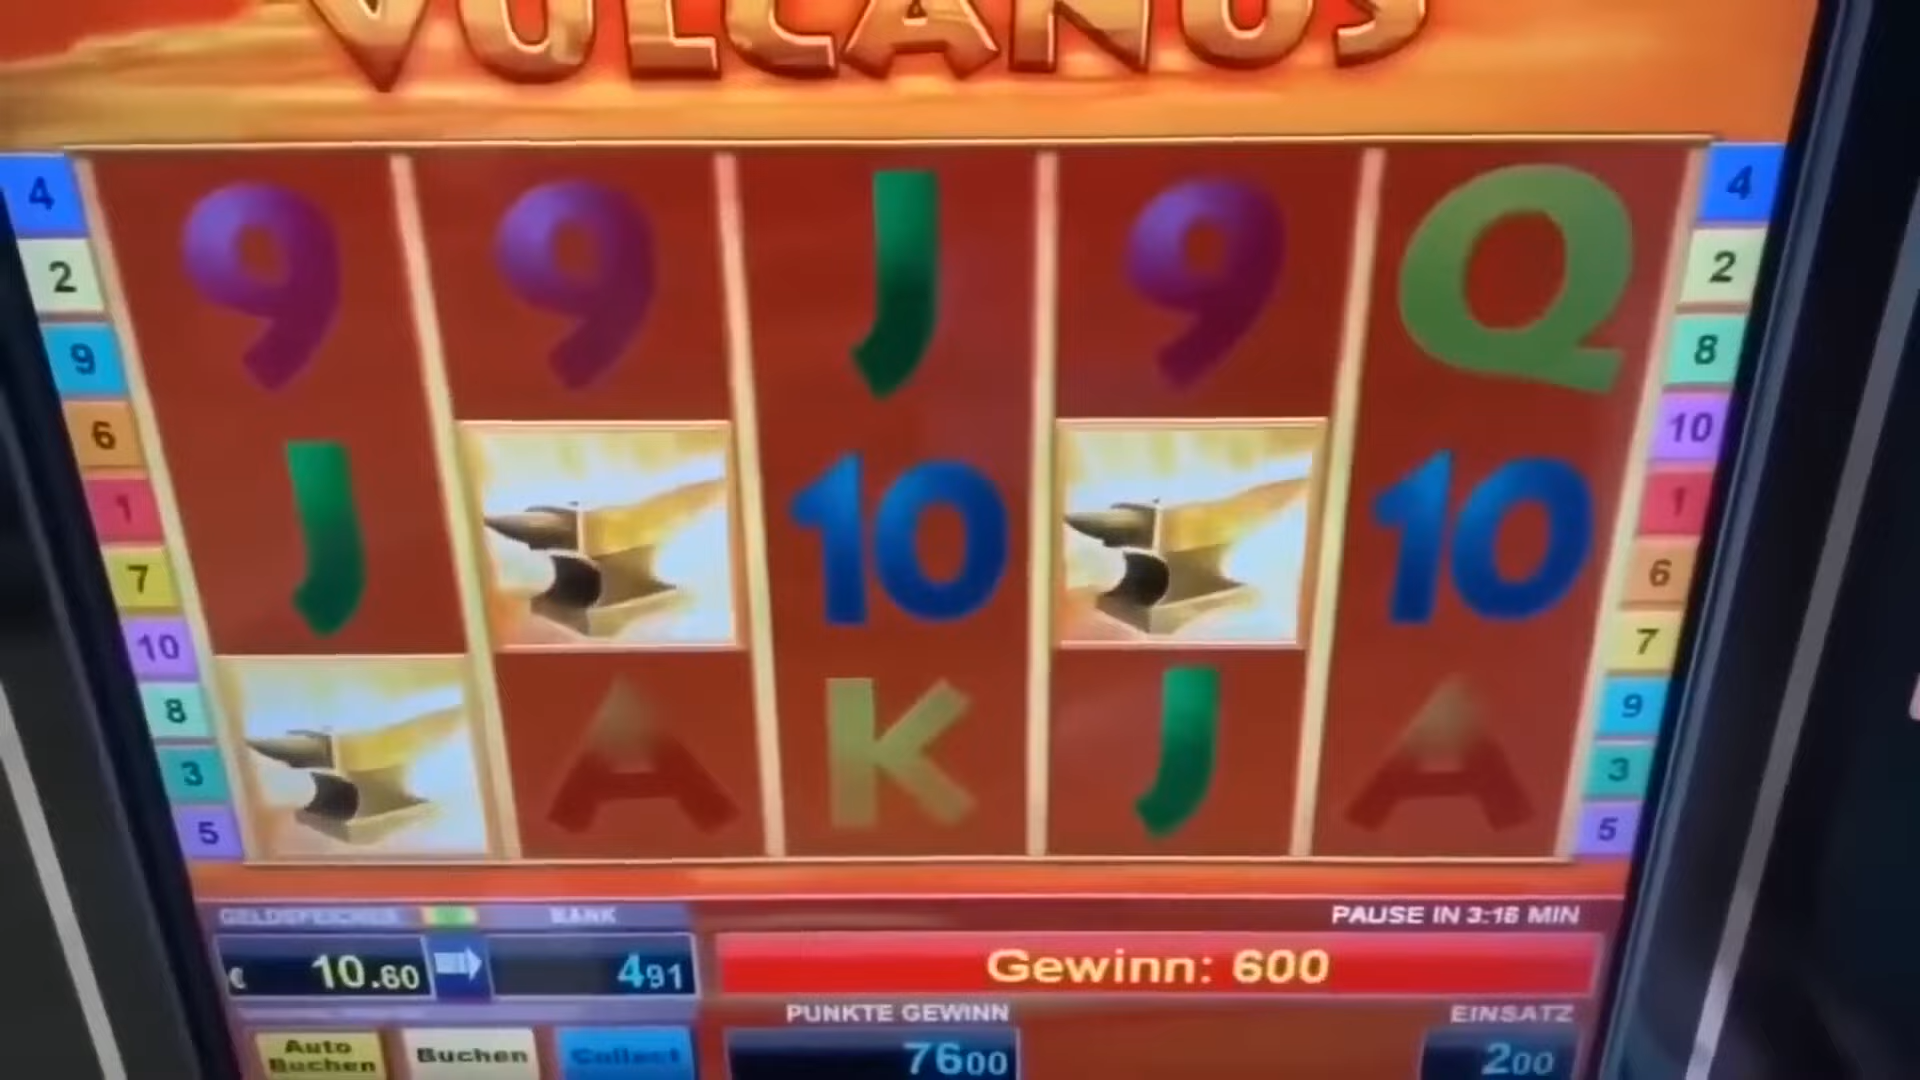 VULCANUS
4 9 9 J 9 Q 4
2 2
9 8
6 10
1 J 10 10 1
7 6
10 7
8 A K J A 9
3 3
5 5
GELDSPEICHER BANK PAUSE IN 3:16 MIN
€ 10.60 491 Gewinn: 600
PUNKTE GEWINN EINSATZ
Auto Buchen Buchen Collect 7600 200